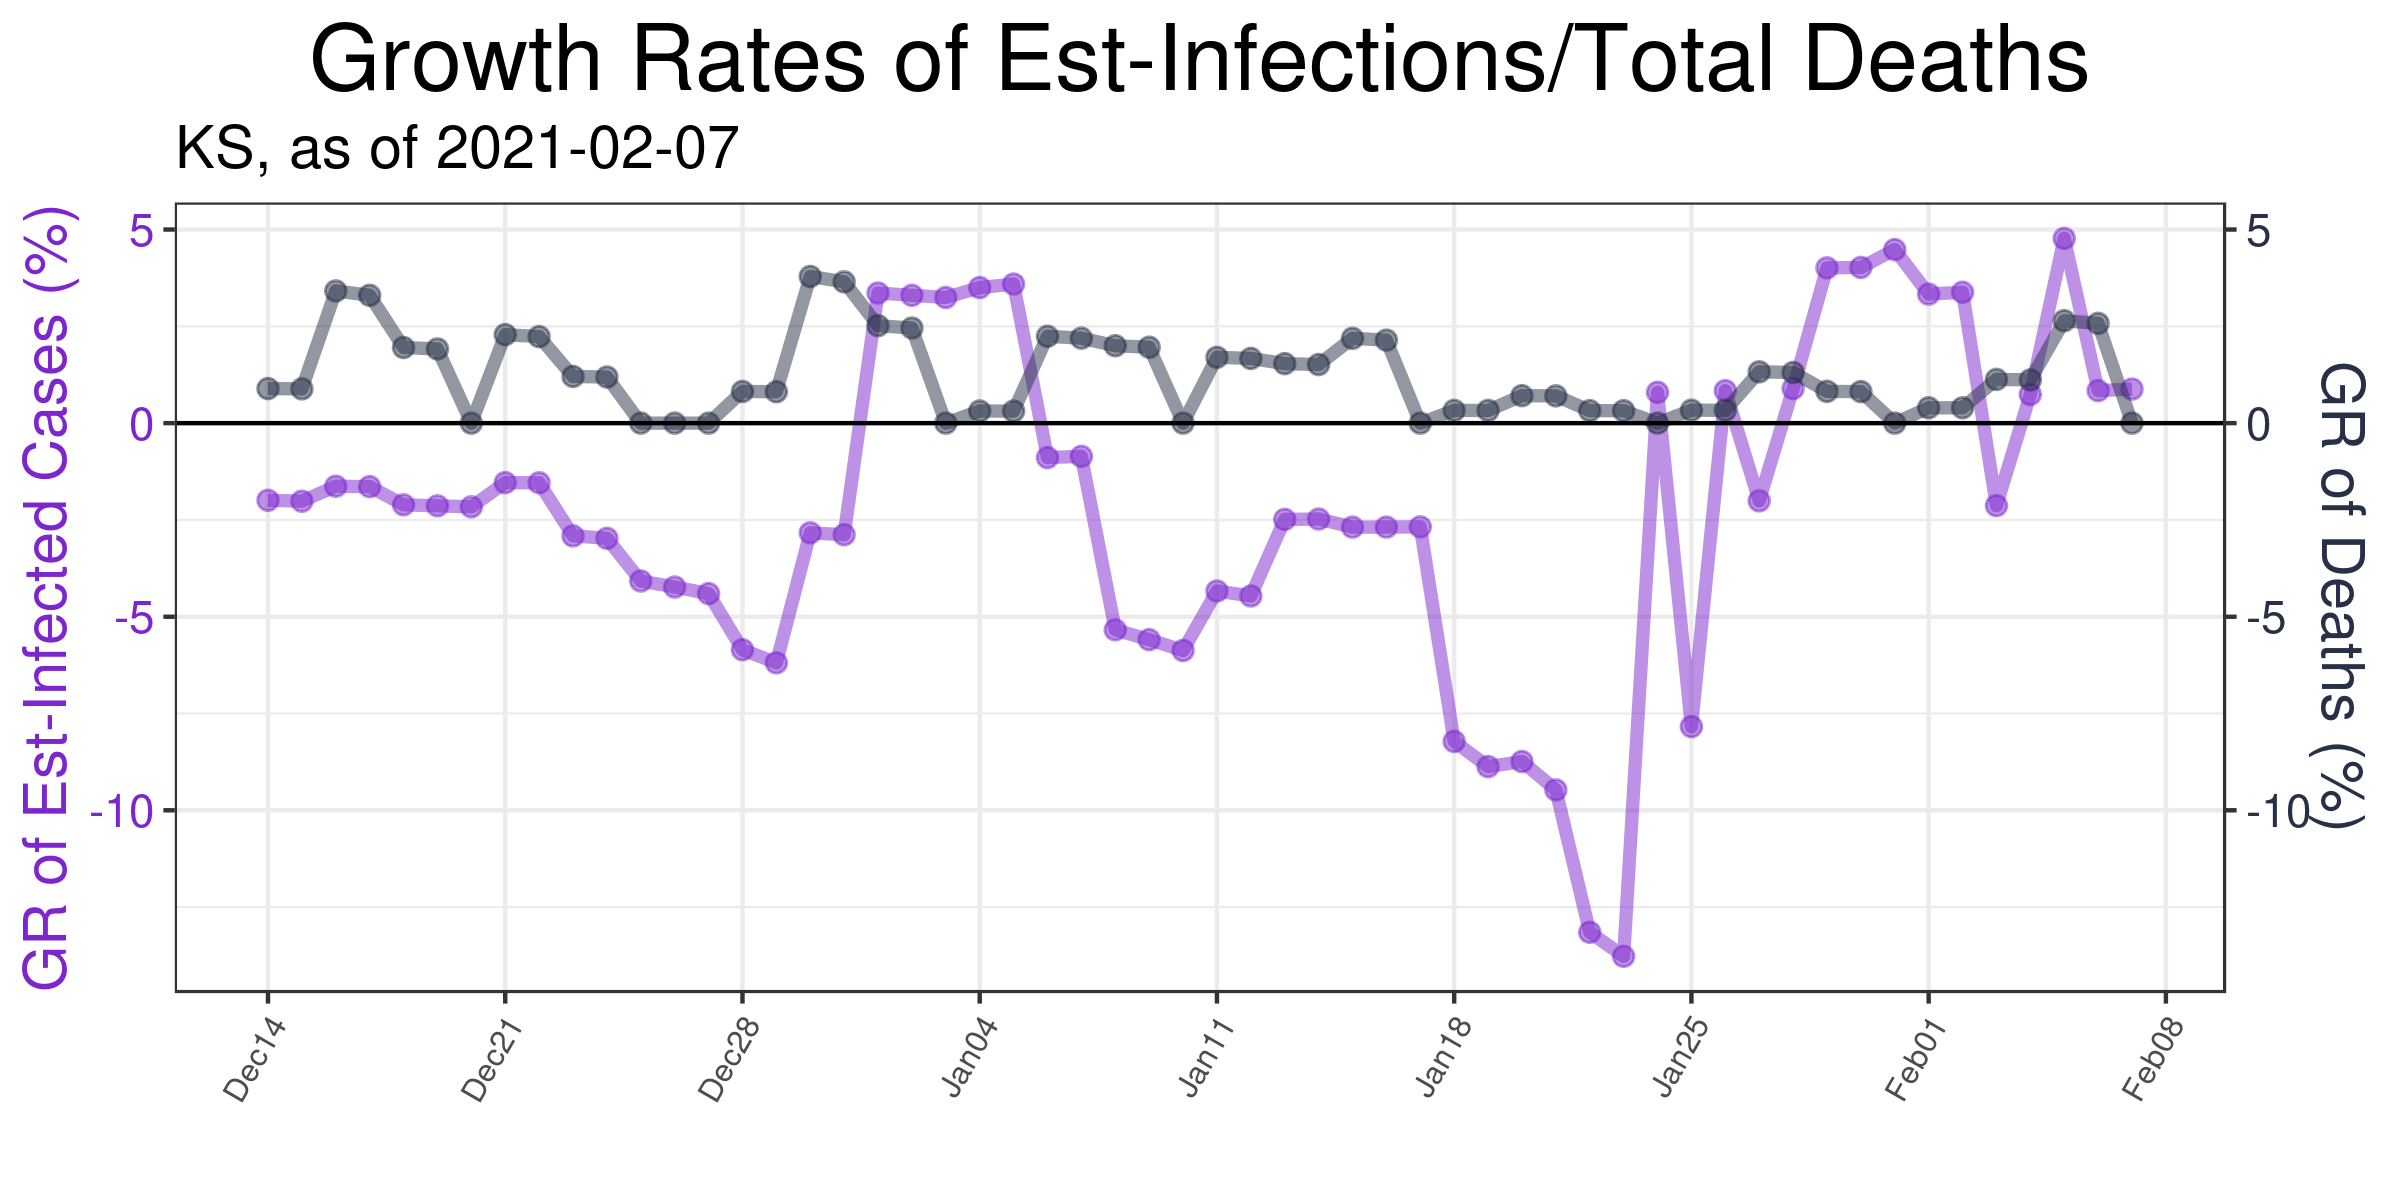 Growth Rates of Est-Infections/Total Deaths
KS, as of 2021-02-07
GR of Est-Infected Cases (%)
5
0
-5
-10
5
0
-5
-10
GR of Deaths (%)
Dec14
Dec21
Dec28
Jan04
Jan11
Jan18
Jan25
Feb01
Feb08